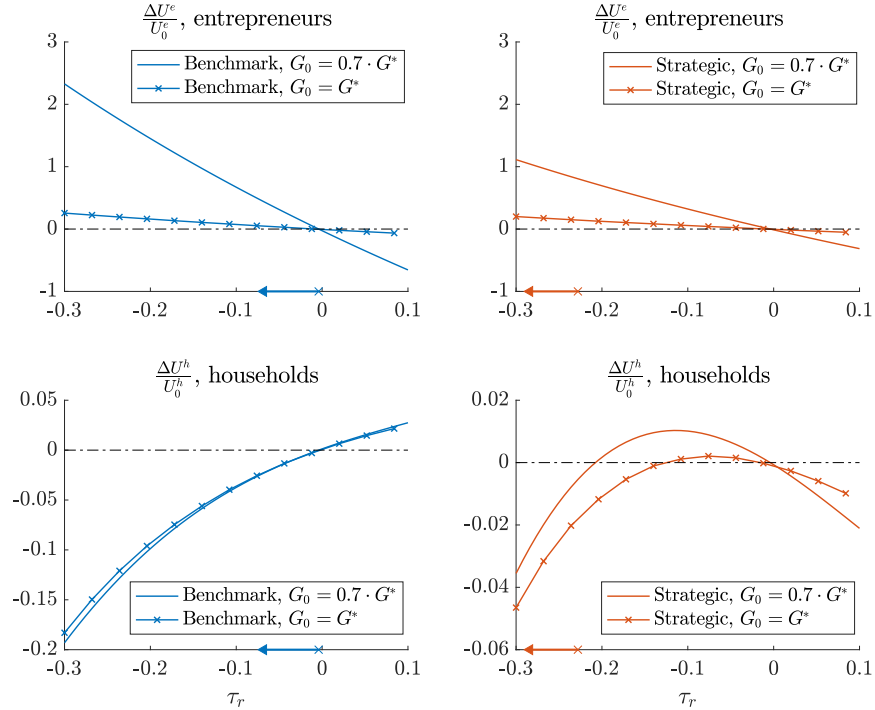 ΔU^e/U_0^e, entrepreneurs
3
2
1
0
-1
-0.3 -0.2 -0.1 0 0.1
Benchmark, G_0 = 0.7 · G*
Benchmark, G_0 = G*
ΔU^e/U_0^e, entrepreneurs
3
2
1
0
-1
-0.3 -0.2 -0.1 0 0.1
Strategic, G_0 = 0.7 · G*
Strategic, G_0 = G*
ΔU^h/U_0^h, households
0.05
0
-0.05
-0.1
-0.15
-0.2
-0.3 -0.2 -0.1 0 0.1
Benchmark, G_0 = 0.7 · G*
Benchmark, G_0 = G*
τ_r
ΔU^h/U_0^h, households
0.02
0
-0.02
-0.04
-0.06
-0.3 -0.2 -0.1 0 0.1
Strategic, G_0 = 0.7 · G*
Strategic, G_0 = G*
τ_r